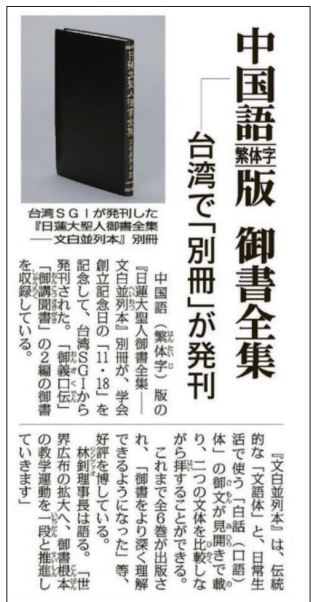 中国語繁体字版 御書全集
——台湾で「別冊」が発刊
日蓮大聖人御書全集
台湾SGIが発刊した
『日蓮大聖人御書全集
——文白並列本』別冊
中国語（繁体字）版の
『日蓮大聖人御書全集——
文白並列本』別冊が、学会
創立記念日の「11・18」を
記念して、台湾SGIから
発刊された。「御義口伝」
「御講聞書」の2編の御書
を収録している。
『文白並列本』は、伝統
的な「文語体」と、日常生
活で使う「白話（口語）
体」の御文が見開きで載
り、二つの文体を比較しな
がら拝することができる。
これまで全6巻が出版さ
れ、「御書をより深く理解
できるようになった」等、
好評を博している。
林釗理事長は語る。「世
界広布の拡大へ、御書根本
の教学運動を一段と推進し
ていきます」